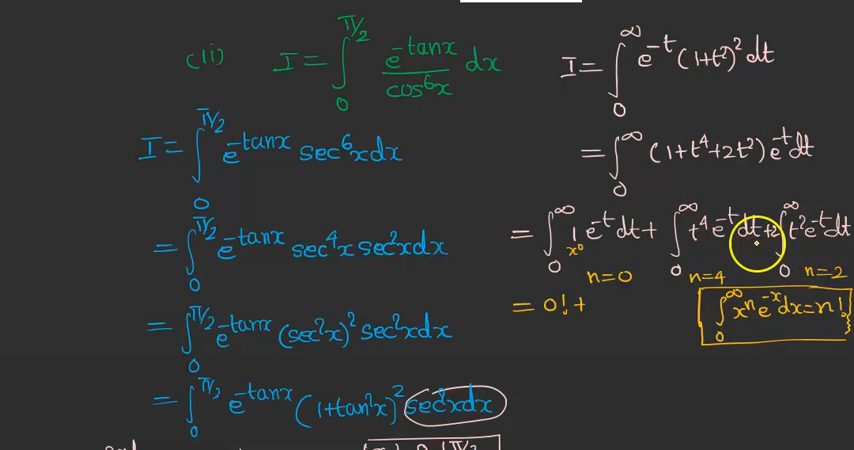 (ii) I = ∫₀^{π/2} e^{-tanx}/cos⁶x dx
I = ∫₀^{π/2} e^{-tanx} sec⁶x dx
= ∫₀^{π/2} e^{-tanx} sec⁴x sec²x dx
= ∫₀^{π/2} e^{-tanx} (sec²x)² sec²x dx
= ∫₀^{π/2} e^{-tanx} (1+tan²x)² sec²x dx
I = ∫₀^∞ e^{-t} (1+t²)² dt
= ∫₀^∞ (1+t⁴+2t²) e^{-t} dt
= ∫₀^∞ 1 e^{-t} dt + ∫₀^∞ t⁴ e^{-t} dt + 2∫₀^∞ t² e^{-t} dt
x⁰
n=0 n=4 n=2
= 0! +
∫₀^∞ xⁿ e^{-x} dx = n!